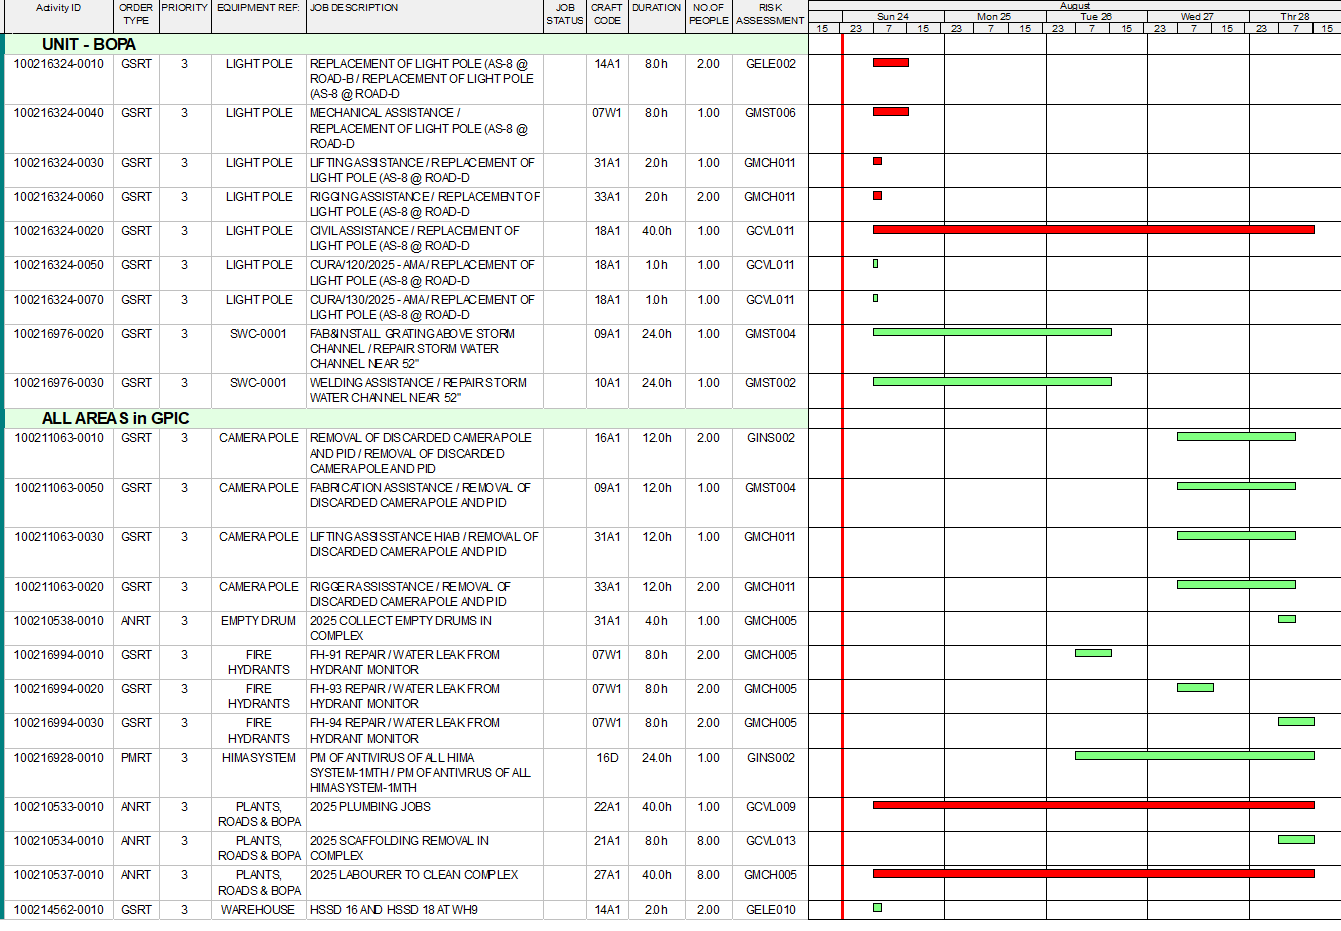 Activity ID ORDER TYPE PRIORITY EQUIPMENT REF: JOB DESCRIPTION JOB STATUS CRAFT CODE DURATION NO.OF PEOPLE RISK ASSESSMENT
August
Sun 24 Mon 25 Tue 26 Wed 27 Thr 28
15 23 7 15 23 7 15 23 7 15 23 7 15 23 7 15
UNIT - BOPA
100216324-0010 GSRT 3 LIGHT POLE REPLACEMENT OF LIGHT POLE (AS-8 @ 14A1 8.0h 2.00 GELE002
ROAD-B / REPLACEMENT OF LIGHT POLE
(AS-8 @ ROAD-D
100216324-0040 GSRT 3 LIGHT POLE MECHANICAL ASSISTANCE / 07W1 8.0h 1.00 GMST006
REPLACEMENT OF LIGHT POLE (AS-8 @
ROAD-D
100216324-0030 GSRT 3 LIGHT POLE LIFTING ASSISTANCE / REPLACEMENT OF 31A1 2.0h 1.00 GMCH011
LIGHT POLE (AS-8 @ ROAD-D
100216324-0060 GSRT 3 LIGHT POLE RIGGING ASSISTANCE / REPLACEMENT OF 33A1 2.0h 2.00 GMCH011
LIGHT POLE (AS-8 @ ROAD-D
100216324-0020 GSRT 3 LIGHT POLE CIVIL ASSISTANCE / REPLACEMENT OF 18A1 40.0h 1.00 GCVL011
LIGHT POLE (AS-8 @ ROAD-D
100216324-0050 GSRT 3 LIGHT POLE CURA/120/2025 - AMA / REPLACEMENT OF 18A1 1.0h 1.00 GCVL011
LIGHT POLE (AS-8 @ ROAD-D
100216324-0070 GSRT 3 LIGHT POLE CURA/130/2025 - AMA / REPLACEMENT OF 18A1 1.0h 1.00 GCVL011
LIGHT POLE (AS-8 @ ROAD-D
100216976-0020 GSRT 3 SWC-0001 FAB&INSTALL GRATING ABOVE STORM 09A1 24.0h 1.00 GMST004
CHANNEL / REPAIR STORM WATER
CHANNEL NEAR 52"
100216976-0030 GSRT 3 SWC-0001 WELDING ASSISTANCE / REPAIR STORM 10A1 24.0h 1.00 GMST002
WATER CHANNEL NEAR 52"
ALL AREAS in GPIC
100211063-0010 GSRT 3 CAMERA POLE REMOVAL OF DISCARDED CAMERA POLE 16A1 12.0h 2.00 GINS002
AND PID / REMOVAL OF DISCARDED
CAMERA POLE AND PID
100211063-0050 GSRT 3 CAMERA POLE FABRICATION ASSISTANCE / REMOVAL OF 09A1 12.0h 1.00 GMST004
DISCARDED CAMERA POLE AND PID
100211063-0030 GSRT 3 CAMERA POLE LIFTING ASSISSTANCE HIAB / REMOVAL OF 31A1 12.0h 1.00 GMCH011
DISCARDED CAMERA POLE AND PID
100211063-0020 GSRT 3 CAMERA POLE RIGGER ASSISSTANCE / REMOVAL OF 33A1 12.0h 2.00 GMCH011
DISCARDED CAMERA POLE AND PID
100210538-0010 ANRT 3 EMPTY DRUM 2025 COLLECT EMPTY DRUMS IN 31A1 4.0h 1.00 GMCH005
COMPLEX
100216994-0010 GSRT 3 FIRE FH-91 REPAIR / WATER LEAK FROM 07W1 8.0h 2.00 GMCH005
HYDRANTS HYDRANT MONITOR
100216994-0020 GSRT 3 FIRE FH-93 REPAIR / WATER LEAK FROM 07W1 8.0h 2.00 GMCH005
HYDRANTS HYDRANT MONITOR
100216994-0030 GSRT 3 FIRE FH-94 REPAIR / WATER LEAK FROM 07W1 8.0h 2.00 GMCH005
HYDRANTS HYDRANT MONITOR
100216928-0010 PMRT 3 HIMA SYSTEM PM OF ANTIVIRUS OF ALL HIMA 16D 24.0h 1.00 GINS002
SYSTEM-1MTH / PM OF ANTIVIRUS OF ALL
HIMA SYSTEM-1MTH
100210533-0010 ANRT 3 PLANTS, 2025 PLUMBING JOBS 22A1 40.0h 1.00 GCVL009
ROADS & BOPA
100210534-0010 ANRT 3 PLANTS, 2025 SCAFFOLDING REMOVAL IN 21A1 8.0h 8.00 GCVL013
ROADS & BOPA COMPLEX
100210537-0010 ANRT 3 PLANTS, 2025 LABOURER TO CLEAN COMPLEX 27A1 40.0h 8.00 GMCH005
ROADS & BOPA
100214562-0010 GSRT 3 WAREHOUSE HSSD 16 AND HSSD 18 AT WH9 14A1 2.0h 2.00 GELE010